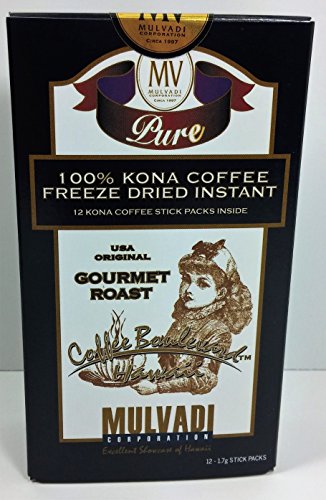 MV
MULVADI
CORPORATION
CIRCA 1997
MV
MULVADI
CORPORATION
CIRCA 1997
Pure
100% KONA COFFEE
FREEZE DRIED INSTANT
12 KONA COFFEE STICK PACKS INSIDE
USA
ORIGINAL
GOURMET
ROAST
Coffee Boulevard™
Hawaii
MULVADI
CORPORATION
Excellent Showcase of Hawaii
12 - 1.7g STICK PACKS